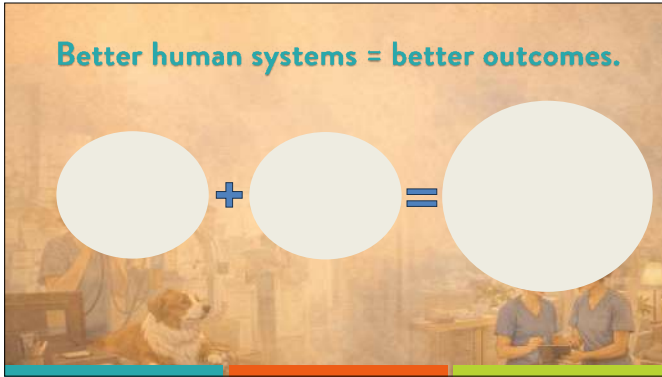 Better human systems = better outcomes.
+ =